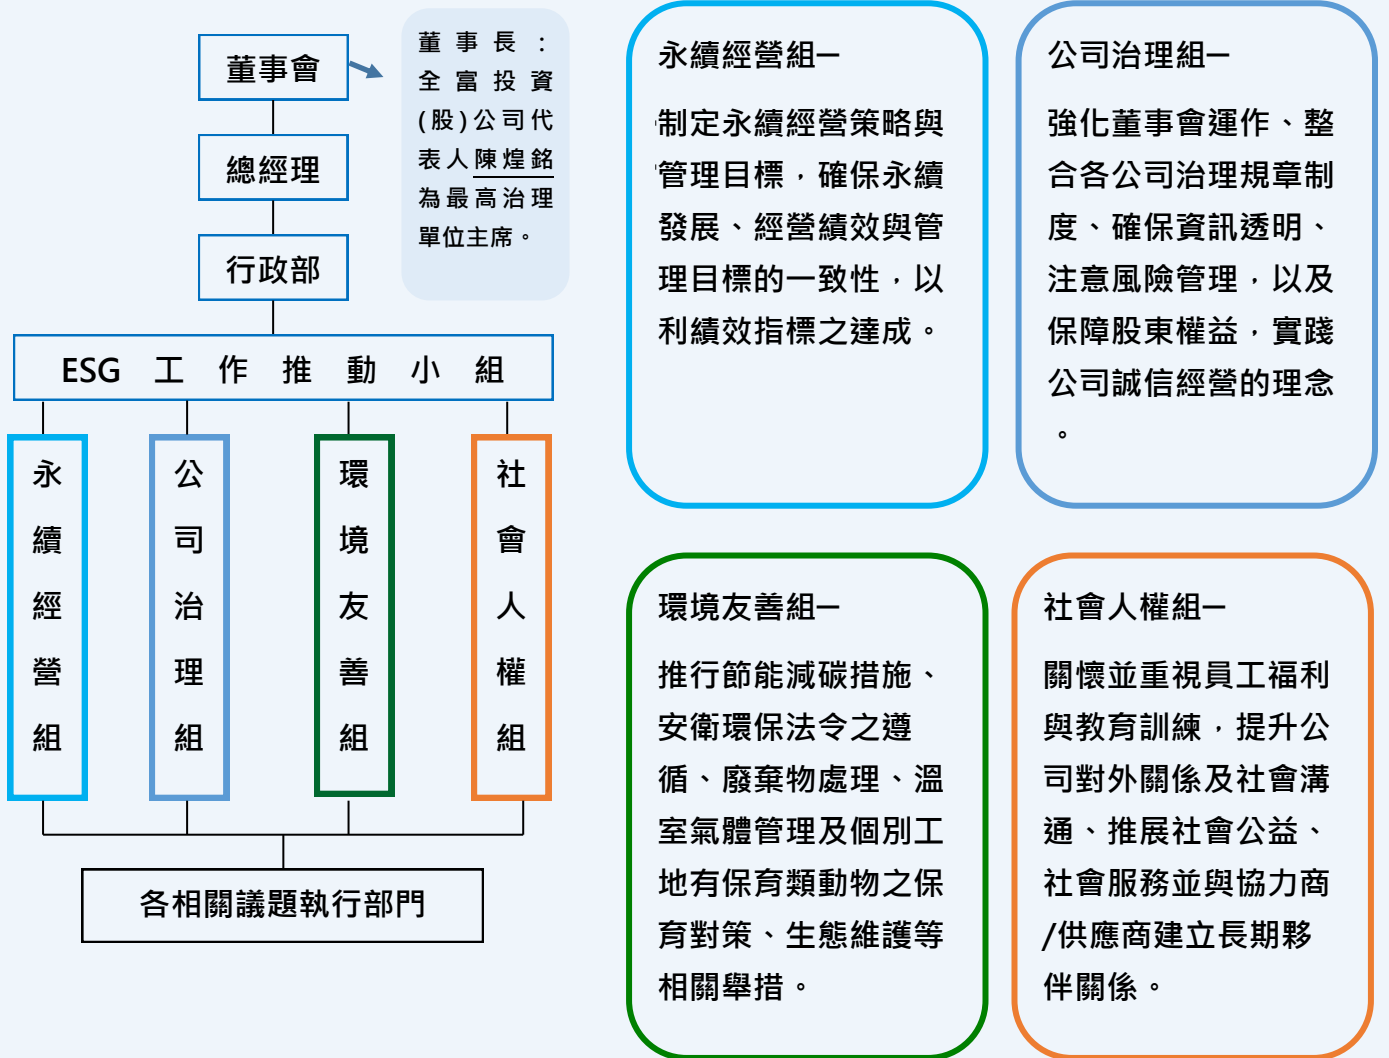 董事會
總經理
行政部
董事長：
全富投資
(股)公司代
表人陳煌銘
為最高治理
單位主席。
ESG 工作推動小組
永續經營組
公司治理組
環境友善組
社會人權組
各相關議題執行部門
永續經營組─
制定永續經營策略與
管理目標，確保永續
發展、經營績效與管
理目標的一致性，以
利績效指標之達成。
公司治理組─
強化董事會運作、整
合各公司治理規章制
度、確保資訊透明、
注意風險管理，以及
保障股東權益，實踐
公司誠信經營的理念
。
環境友善組─
推行節能減碳措施、
安衛環保法令之遵
循、廢棄物處理、溫
室氣體管理及個別工
地有保育類動物之保
育對策、生態維護等
相關舉措。
社會人權組─
關懷並重視員工福利
與教育訓練，提升公
司對外關係及社會溝
通、推展社會公益、
社會服務並與協力商
/供應商建立長期夥
伴關係。